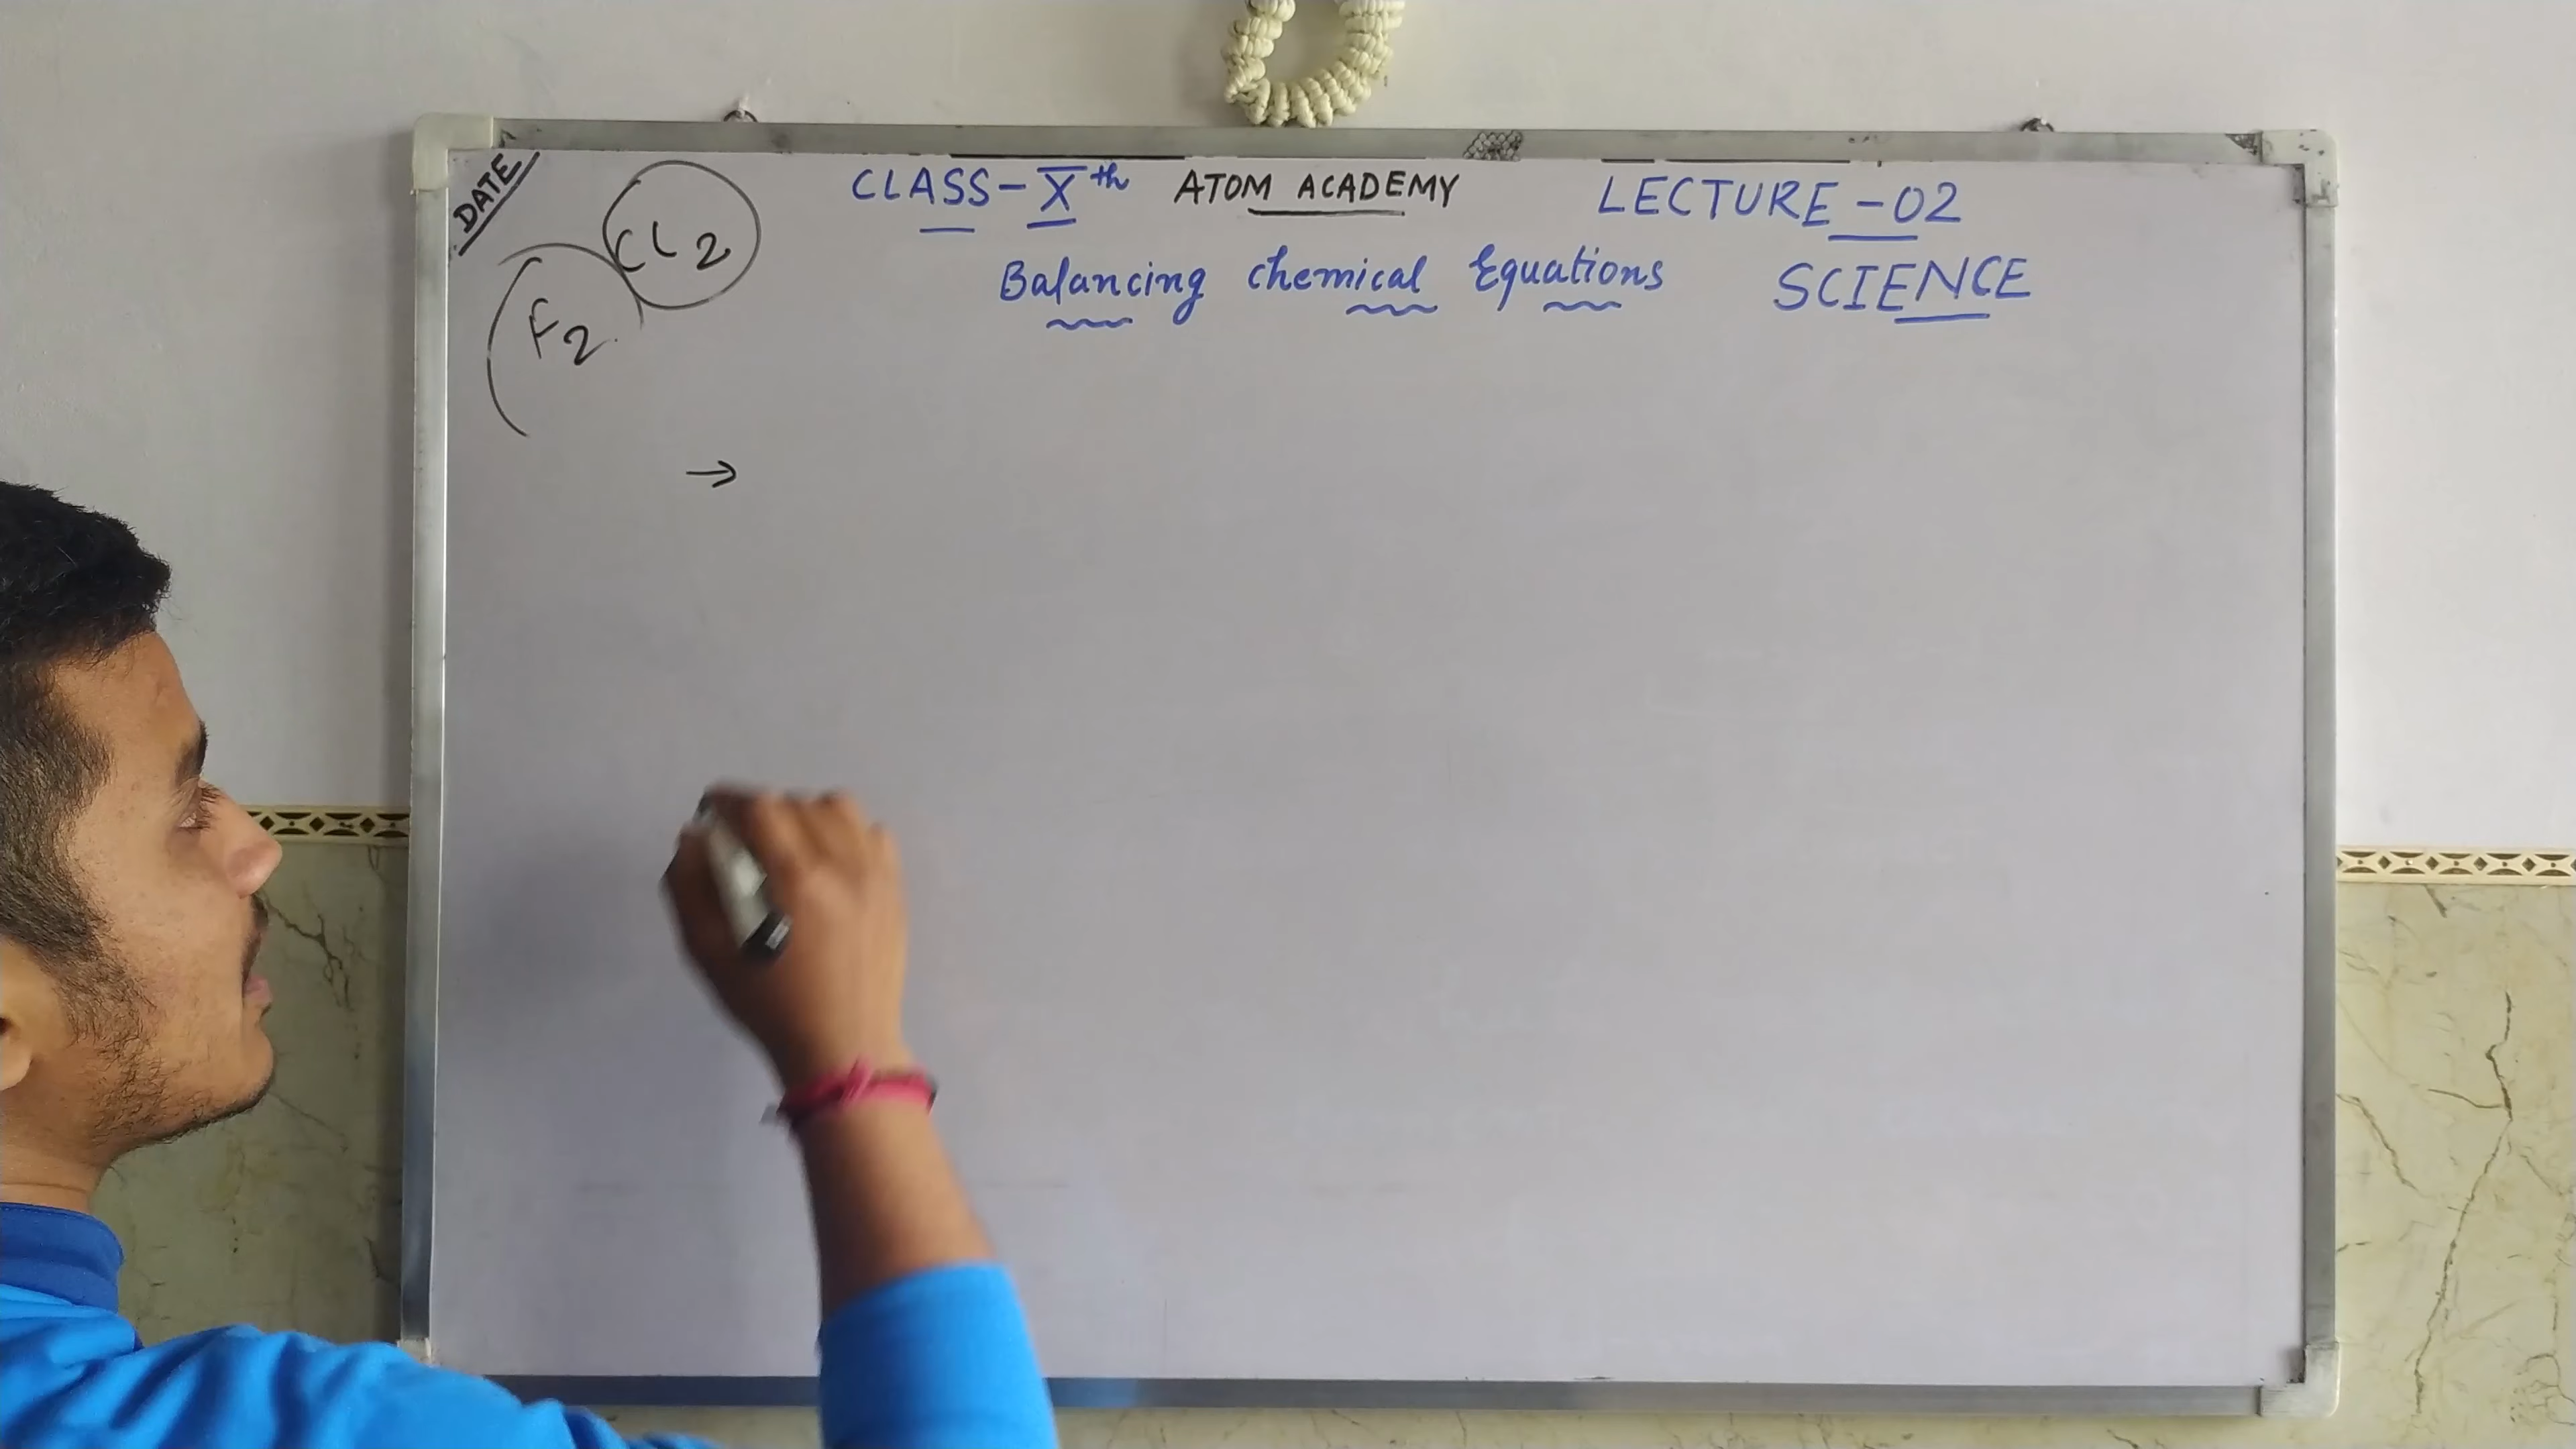 DATE
CLASS-Xth ATOM ACADEMY LECTURE-02
Balancing chemical Equations SCIENCE
Cl2
F2
→